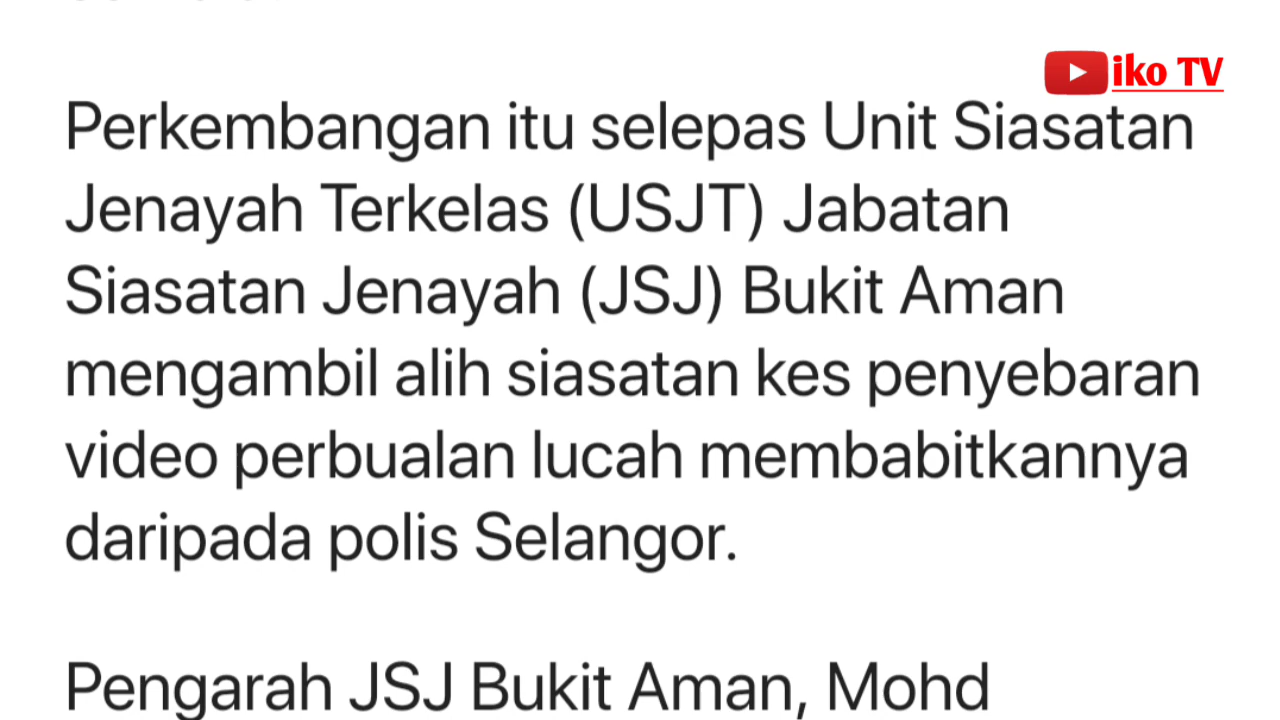 iko TV
Perkembangan itu selepas Unit Siasatan
Jenayah Terkelas (USJT) Jabatan
Siasatan Jenayah (JSJ) Bukit Aman
mengambil alih siasatan kes penyebaran
video perbualan lucah membabitkannya
daripada polis Selangor.
Pengarah JSJ Bukit Aman, Mohd